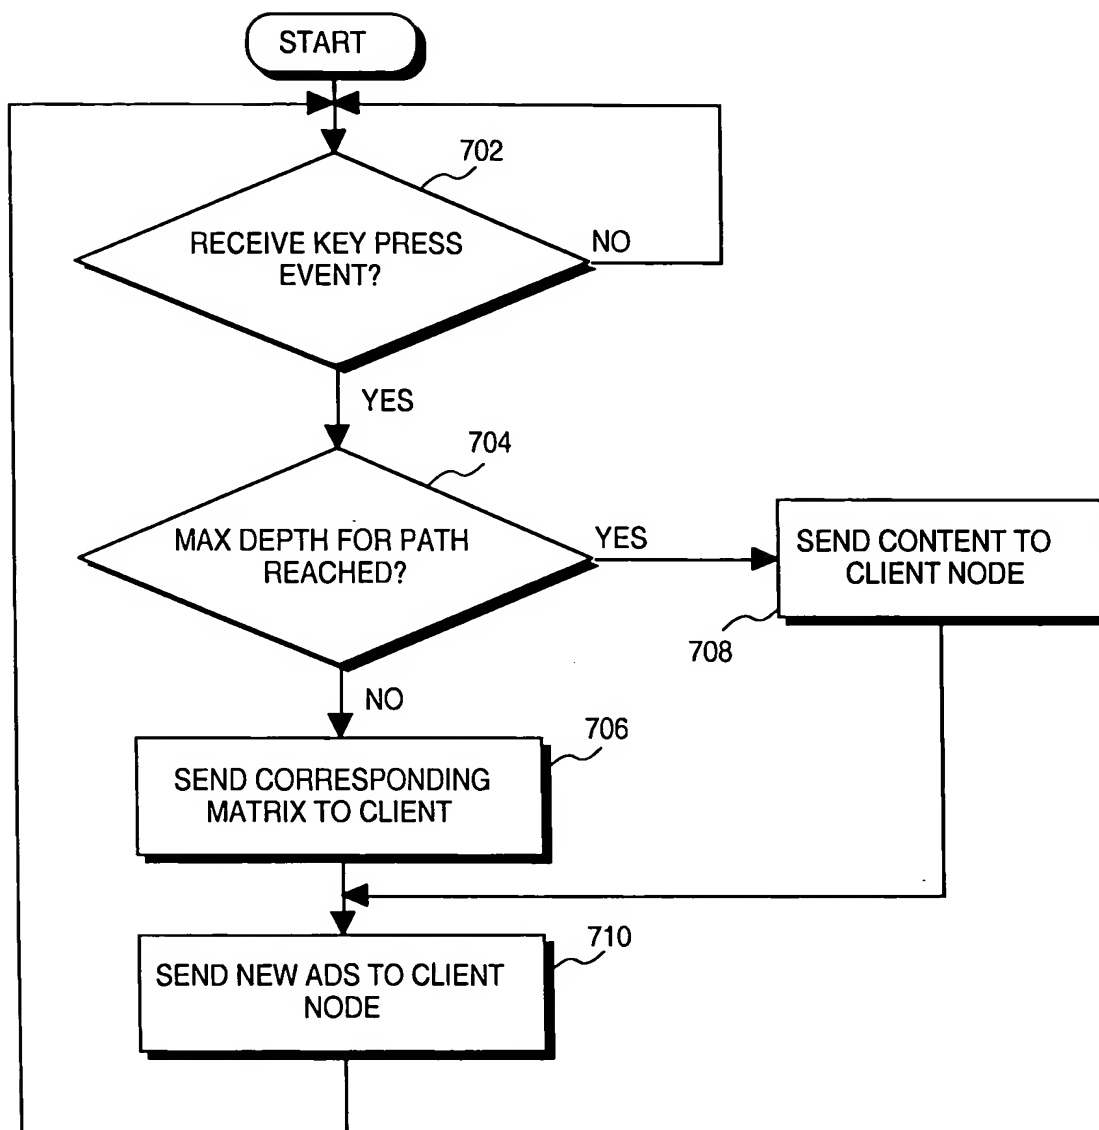 START
702
RECEIVE KEY PRESS
EVENT?
NO
YES
704
MAX DEPTH FOR PATH
REACHED?
YES
SEND CONTENT TO
CLIENT NODE
708
NO
706
SEND CORRESPONDING
MATRIX TO CLIENT
710
SEND NEW ADS TO CLIENT
NODE